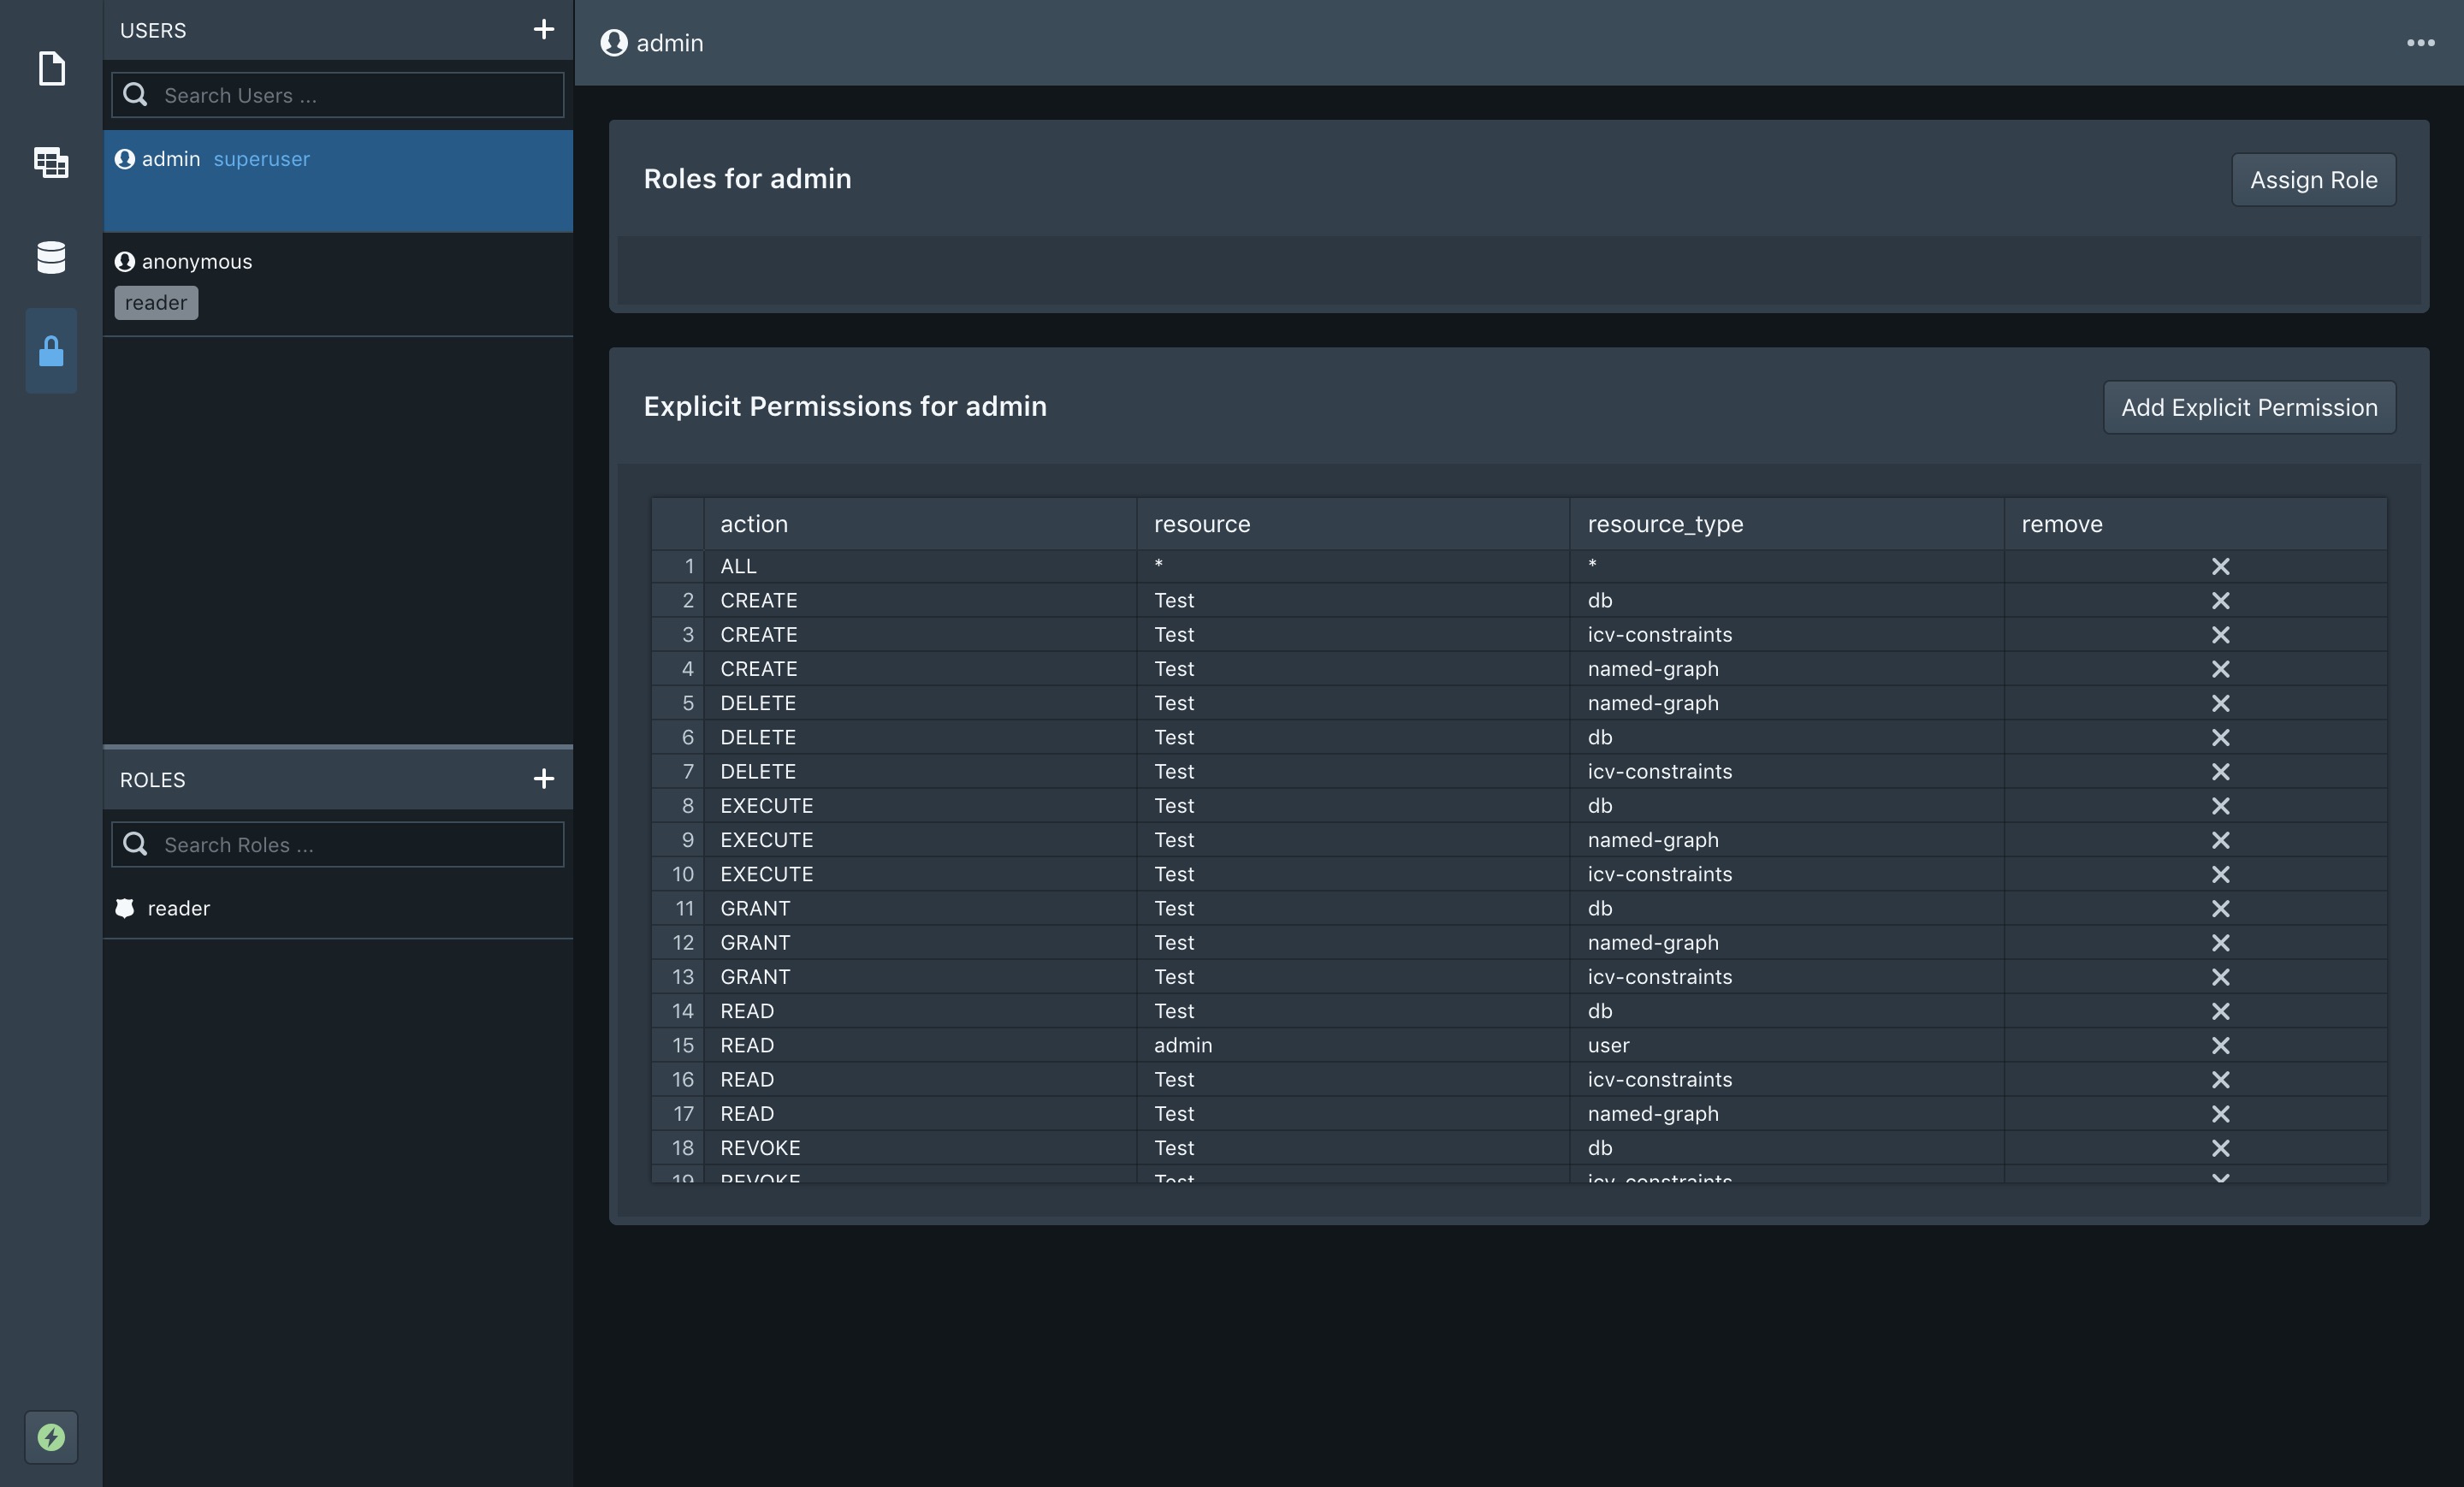 USERS
Search Users ...
admin superuser
anonymous
reader
ROLES
Search Roles ...
reader
admin
Roles for admin
Assign Role
Explicit Permissions for admin
Add Explicit Permission
action resource resource_type remove
1 ALL * *
2 CREATE Test db
3 CREATE Test icv-constraints
4 CREATE Test named-graph
5 DELETE Test named-graph
6 DELETE Test db
7 DELETE Test icv-constraints
8 EXECUTE Test db
9 EXECUTE Test named-graph
10 EXECUTE Test icv-constraints
11 GRANT Test db
12 GRANT Test named-graph
13 GRANT Test icv-constraints
14 READ Test db
15 READ admin user
16 READ Test icv-constraints
17 READ Test named-graph
18 REVOKE Test db
19 REVOKE Test icv-constraints